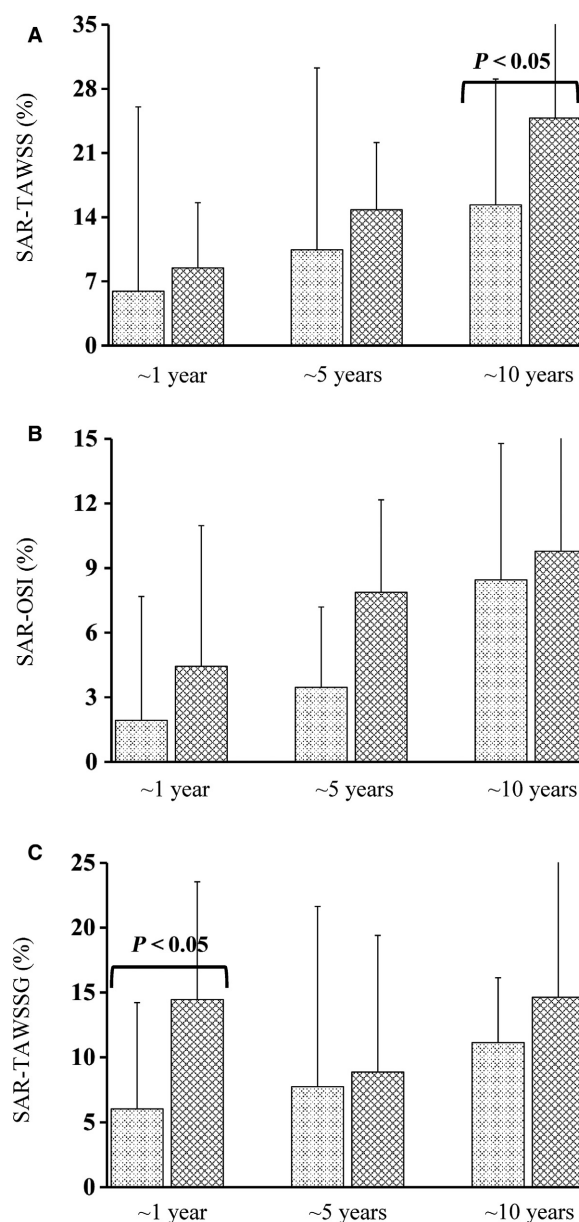 A
SAR-TAWSS (%)
35
28
21
14
7
0
P < 0.05
~1 year ~5 years ~10 years
B
SAR-OSI (%)
15
12
9
6
3
0
~1 year ~5 years ~10 years
C
SAR-TAWSSG (%)
25
20
15
10
5
0
P < 0.05
~1 year ~5 years ~10 years